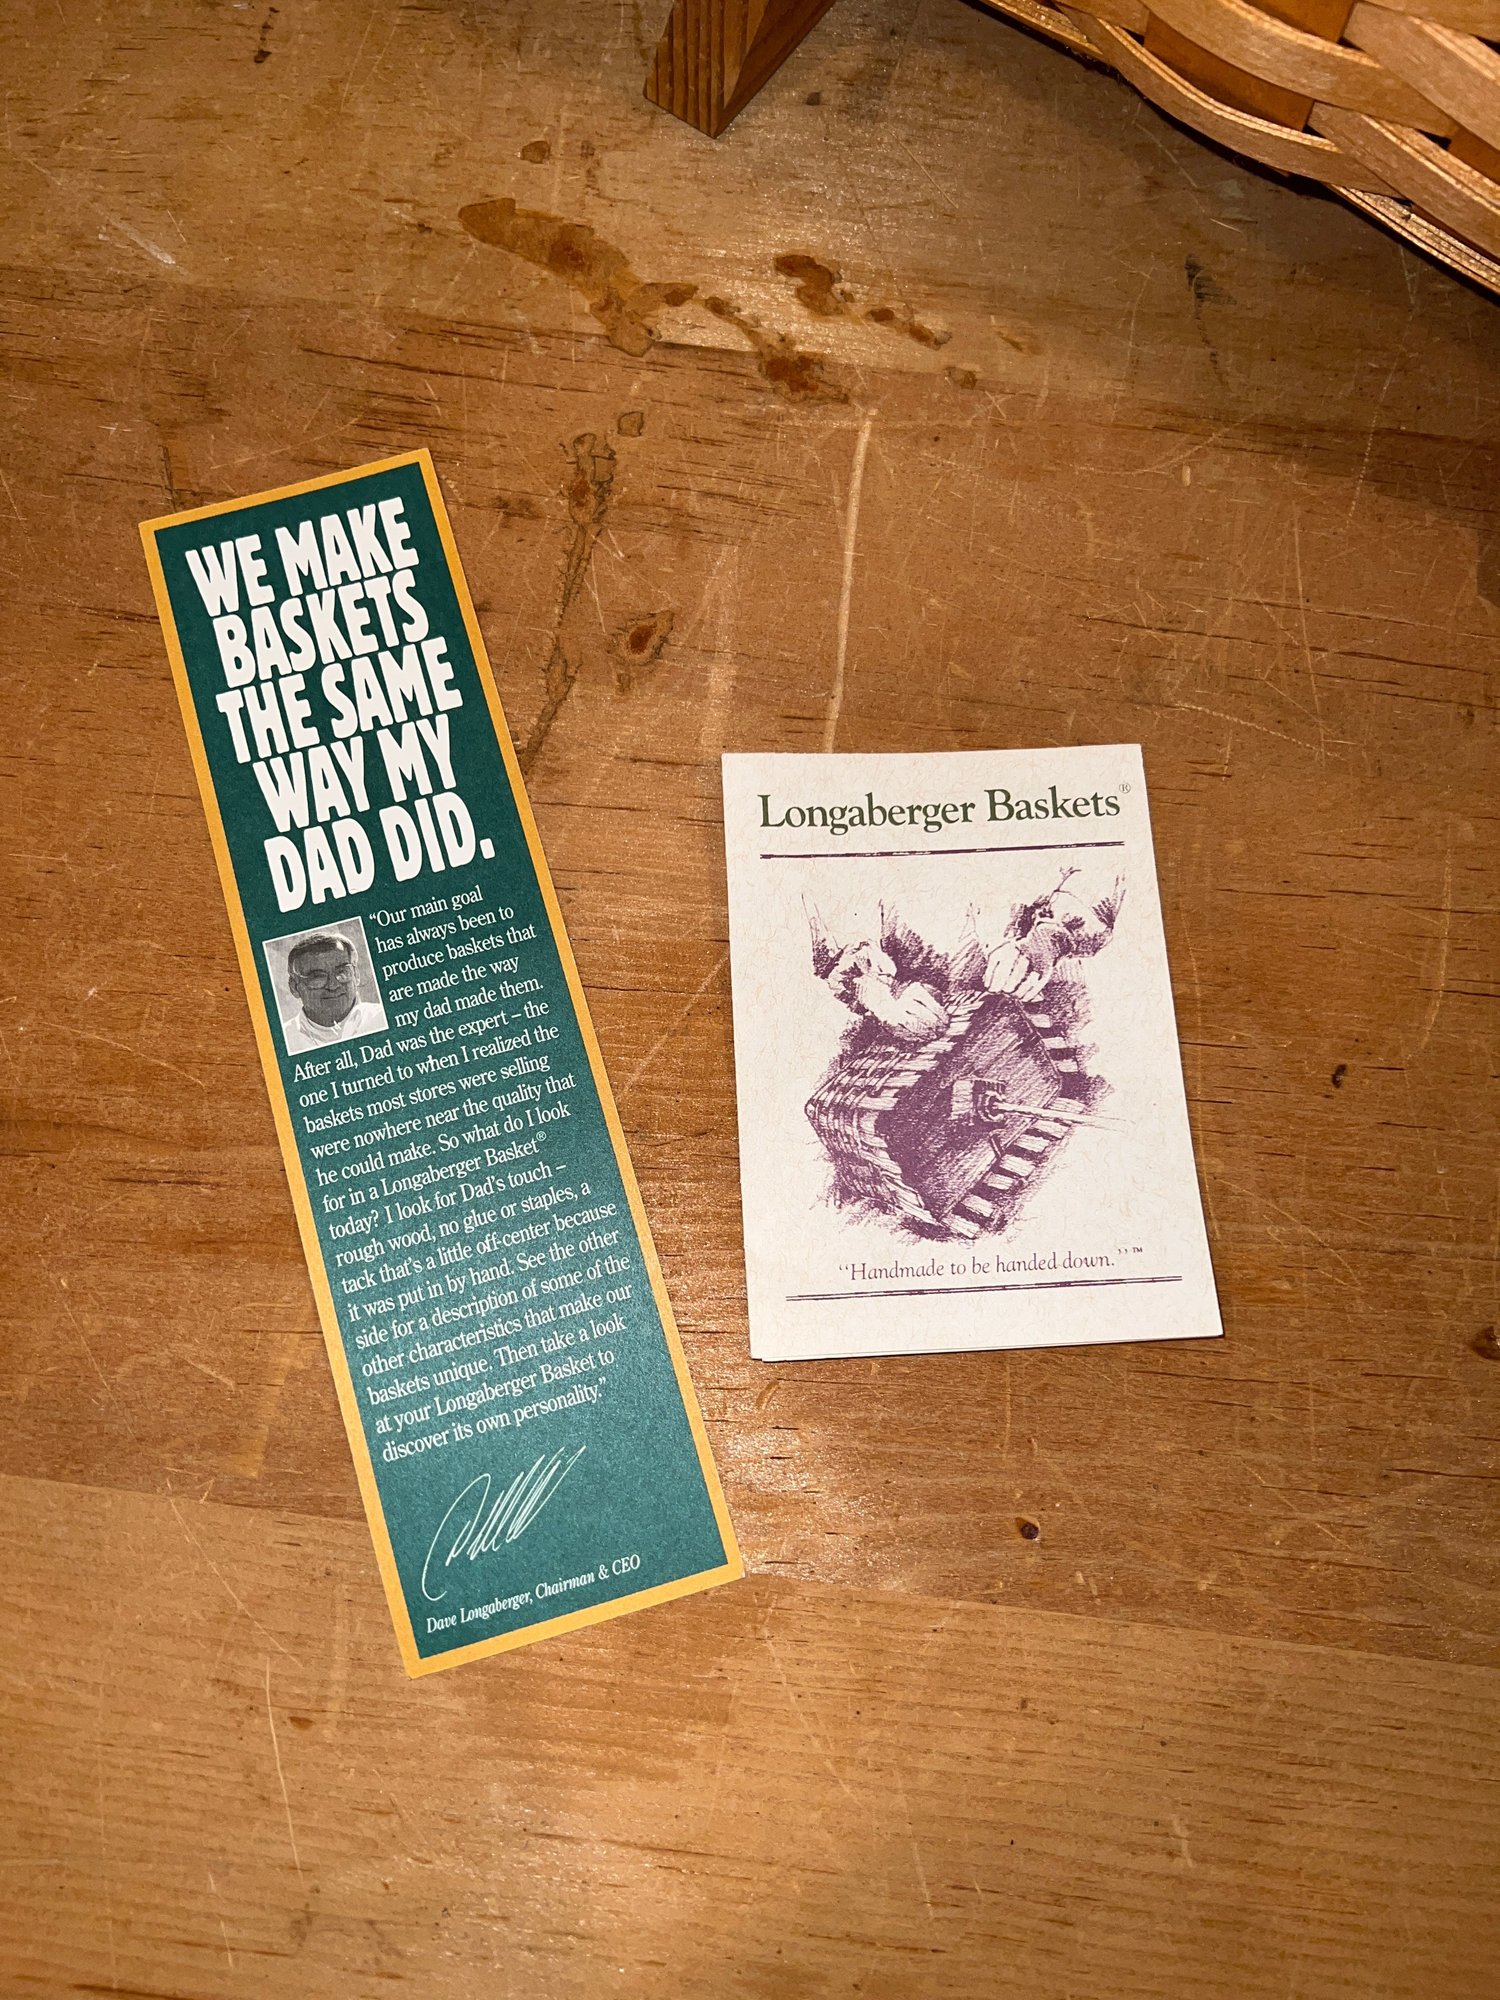 WE MAKE
BASKETS
THE SAME
WAY MY
DAD DID.
“Our main goal
has always been to
produce baskets that
are made the way
my dad made them.
After all, Dad was the expert – the
one I turned to when I realized the
baskets most stores were selling
were nowhere near the quality that
he could make. So what do I look
for in a Longaberger Basket®
today? I look for Dad’s touch –
rough wood, no glue or staples, a
tack that’s a little off-center because
it was put in by hand. See the other
side for a description of some of the
other characteristics that make our
baskets unique. Then take a look
at your Longaberger Basket to
discover its own personality.”
Dave Longaberger, Chairman & CEO
Longaberger Baskets®
“Handmade to be handed down.”™